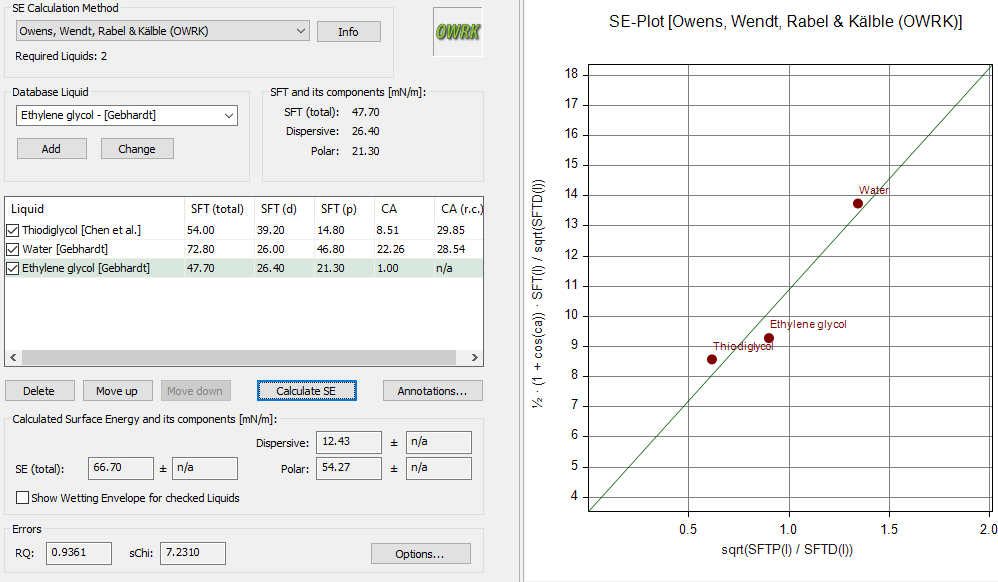 SE Calculation Method
Owens, Wendt, Rabel & Kälble (OWRK)
Info
OWRK
Required Liquids: 2
Database Liquid
Ethylene glycol - [Gebhardt]
Add
Change
SFT and its components [mN/m]:
SFT (total): 47.70
Dispersive: 26.40
Polar: 21.30
Liquid SFT (total) SFT (d) SFT (p) CA CA (r.c.)
Thiodiglycol [Chen et al.] 54.00 39.20 14.80 8.51 29.85
Water [Gebhardt] 72.80 26.00 46.80 22.26 28.54
Ethylene glycol [Gebhardt] 47.70 26.40 21.30 1.00 n/a
Delete Move up Move down Calculate SE Annotations...
Calculated Surface Energy and its components [mN/m]:
Dispersive: 12.43 ± n/a
SE (total): 66.70 ± n/a Polar: 54.27 ± n/a
Show Wetting Envelope for checked Liquids
Errors
RQ: 0.9361 sChi: 7.2310 Options...
SE-Plot [Owens, Wendt, Rabel & Kälble (OWRK)]
½ · (1 + cos(ca)) · SFT(l) / sqrt(SFTD(l))
18
17
16
15
14
13
12
11
10
9
8
7
6
5
4
Water
Ethylene glycol
Thiodiglycol
0.5 1.0 1.5 2.0
sqrt(SFTP(l) / SFTD(l))